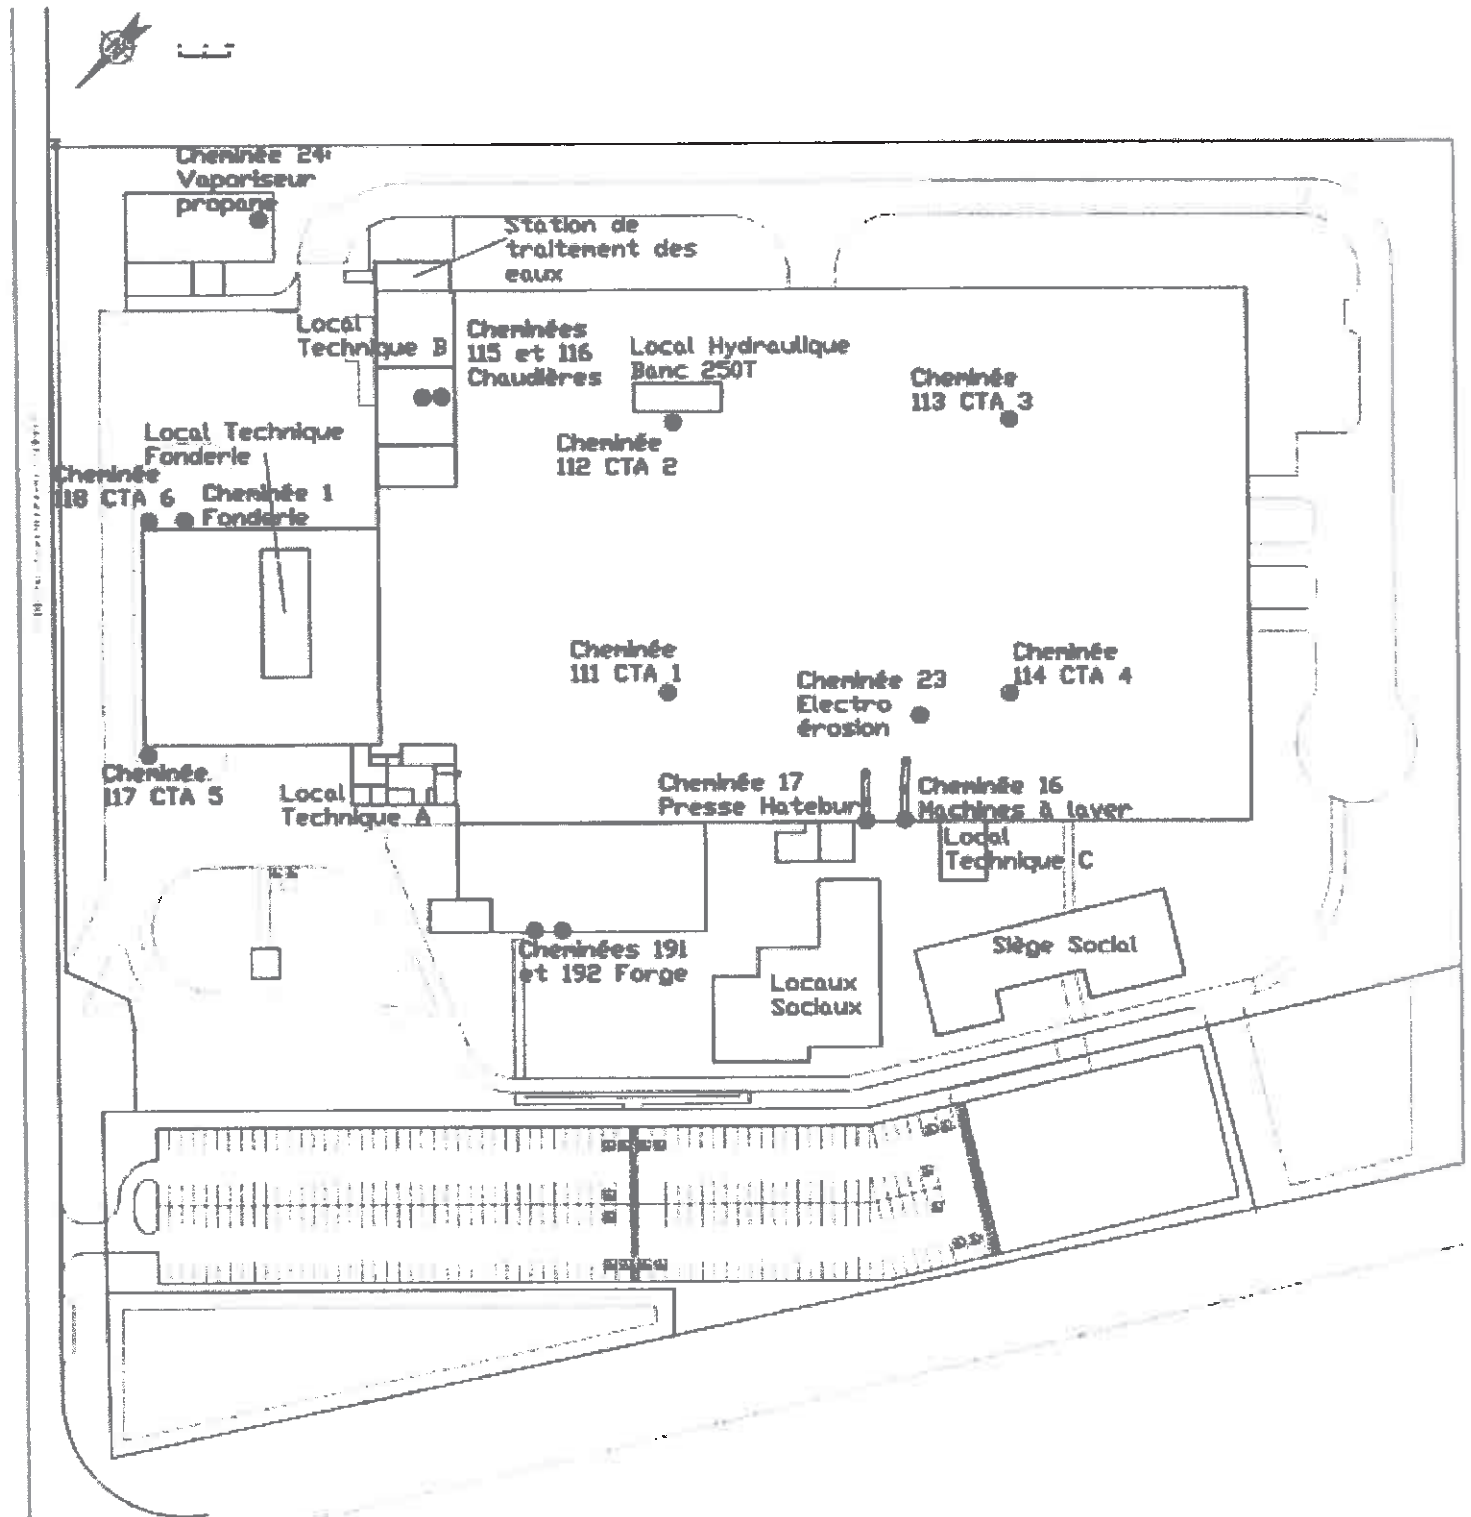 Cheminée 24:
Vaporiseur
propane
Station de
traitement des
eaux
Local
Technique B
Cheminées
115 et 116
Chaudières
Local Hydraulique
Banc 250T
Cheminée
113 CTA 3
Cheminée
112 CTA 2
Local Technique
Fonderie
Cheminée
118 CTA 6
Cheminée 1
Fonderie
Cheminée
111 CTA 1
Cheminée 23
Electro
érosion
Cheminée
114 CTA 4
Cheminée
117 CTA 5
Local
Technique A
Cheminée 17
Presse Hatebur
Cheminée 16
Machines à laver
Local
Technique C
Cheminées 191
et 192 Forge
Locaux
Sociaux
Siège Social